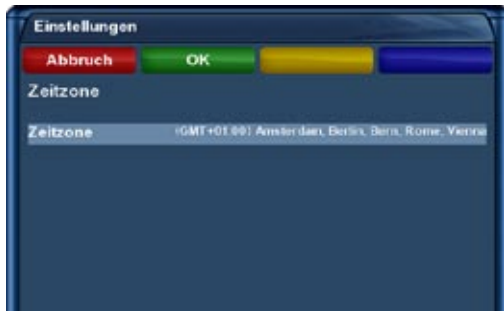 Einstellungen
Abbruch OK
Zeitzone
Zeitzone (GMT+01:00) Amsterdam, Berlin, Bern, Rome, Vienna